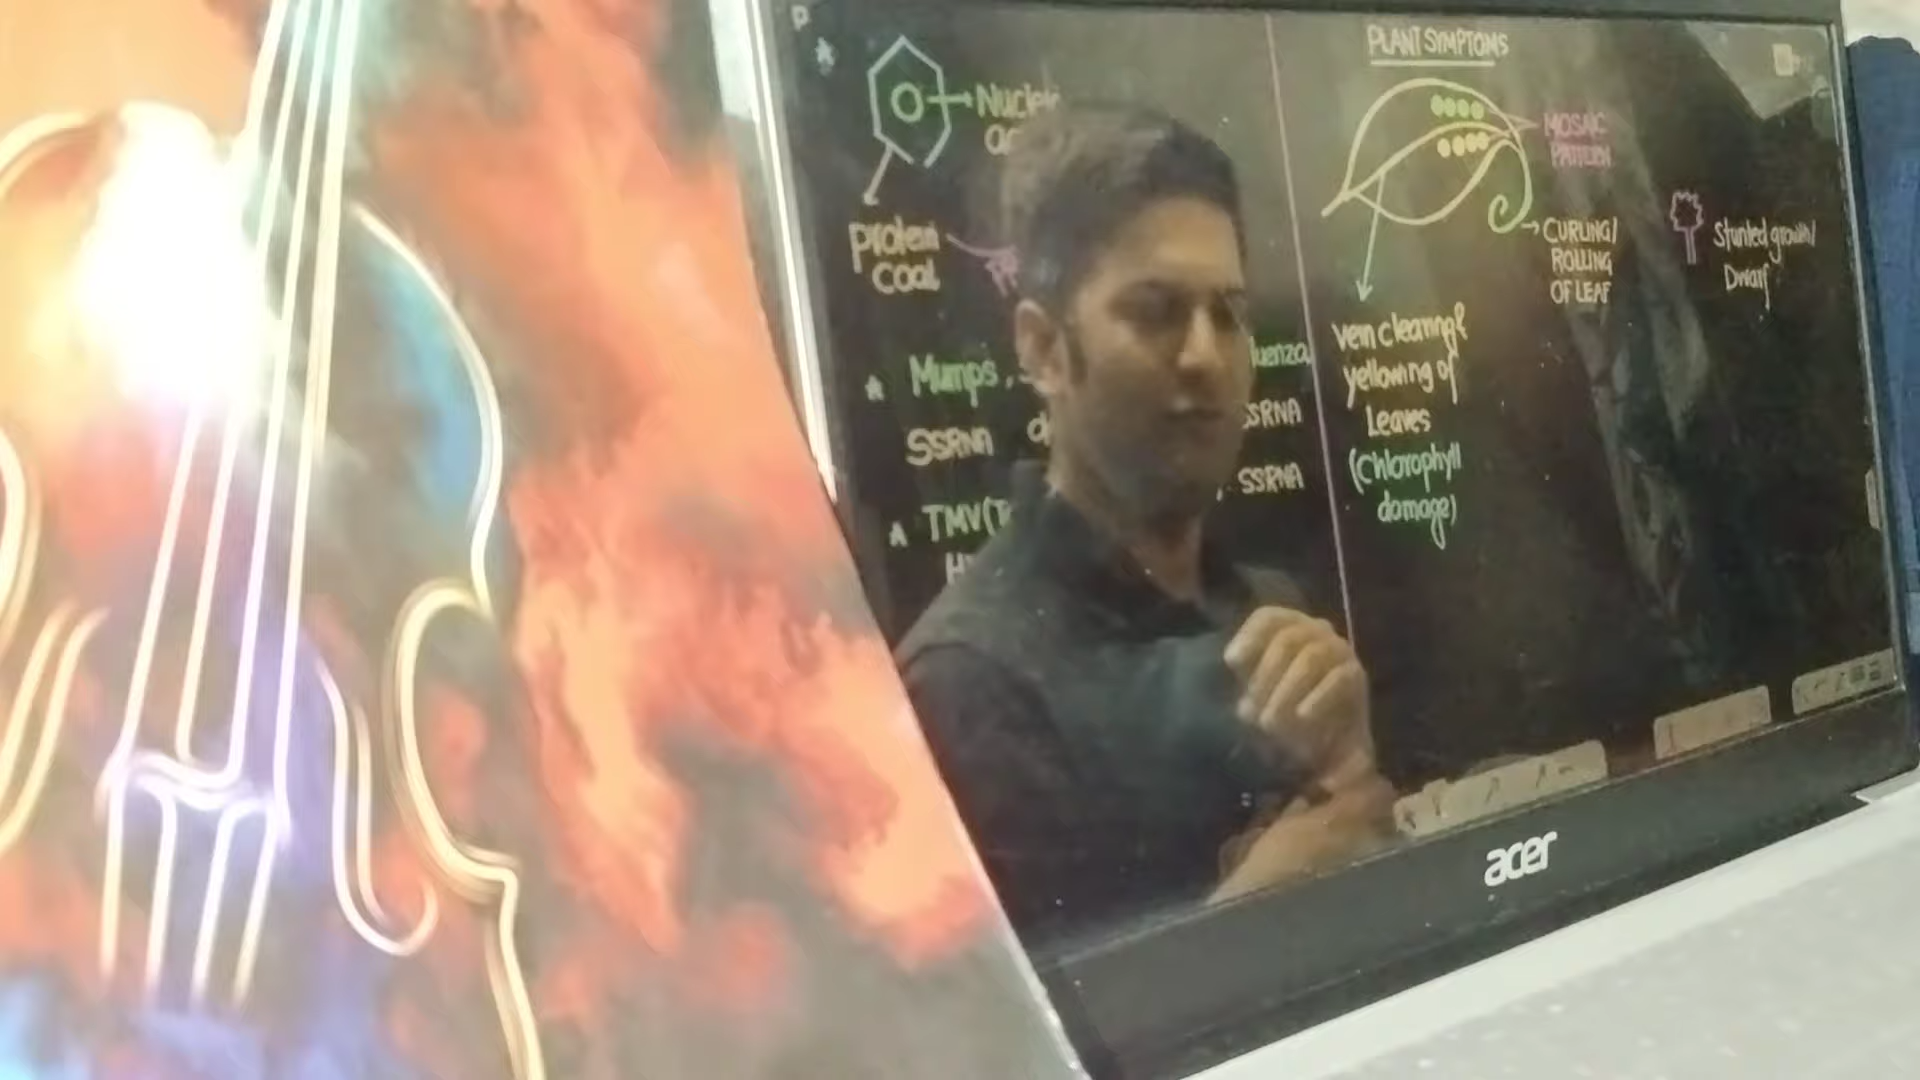 P
Nucleic
Protein
Coat
Mumps,
SSRNA
SSRNA
SSRNA
TMV(T
PLANT SYMPTOMS
MOSAIC
PATTERN
CURLING/
ROLLING
OF LEAF
Stunted growth/
Dwarf
vein clearing &
yellowing of
Leaves
(Chlorophyll
damage)
acer